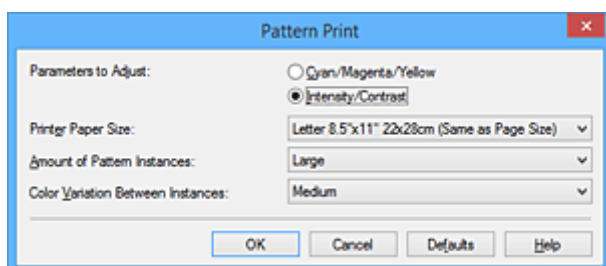 Pattern Print
Parameters to Adjust:
Cyan/Magenta/Yellow
Intensity/Contrast
Printer Paper Size: Letter 8.5"x11" 22x28cm (Same as Page Size)
Amount of Pattern Instances: Large
Color Variation Between Instances: Medium
OK Cancel Defaults Help